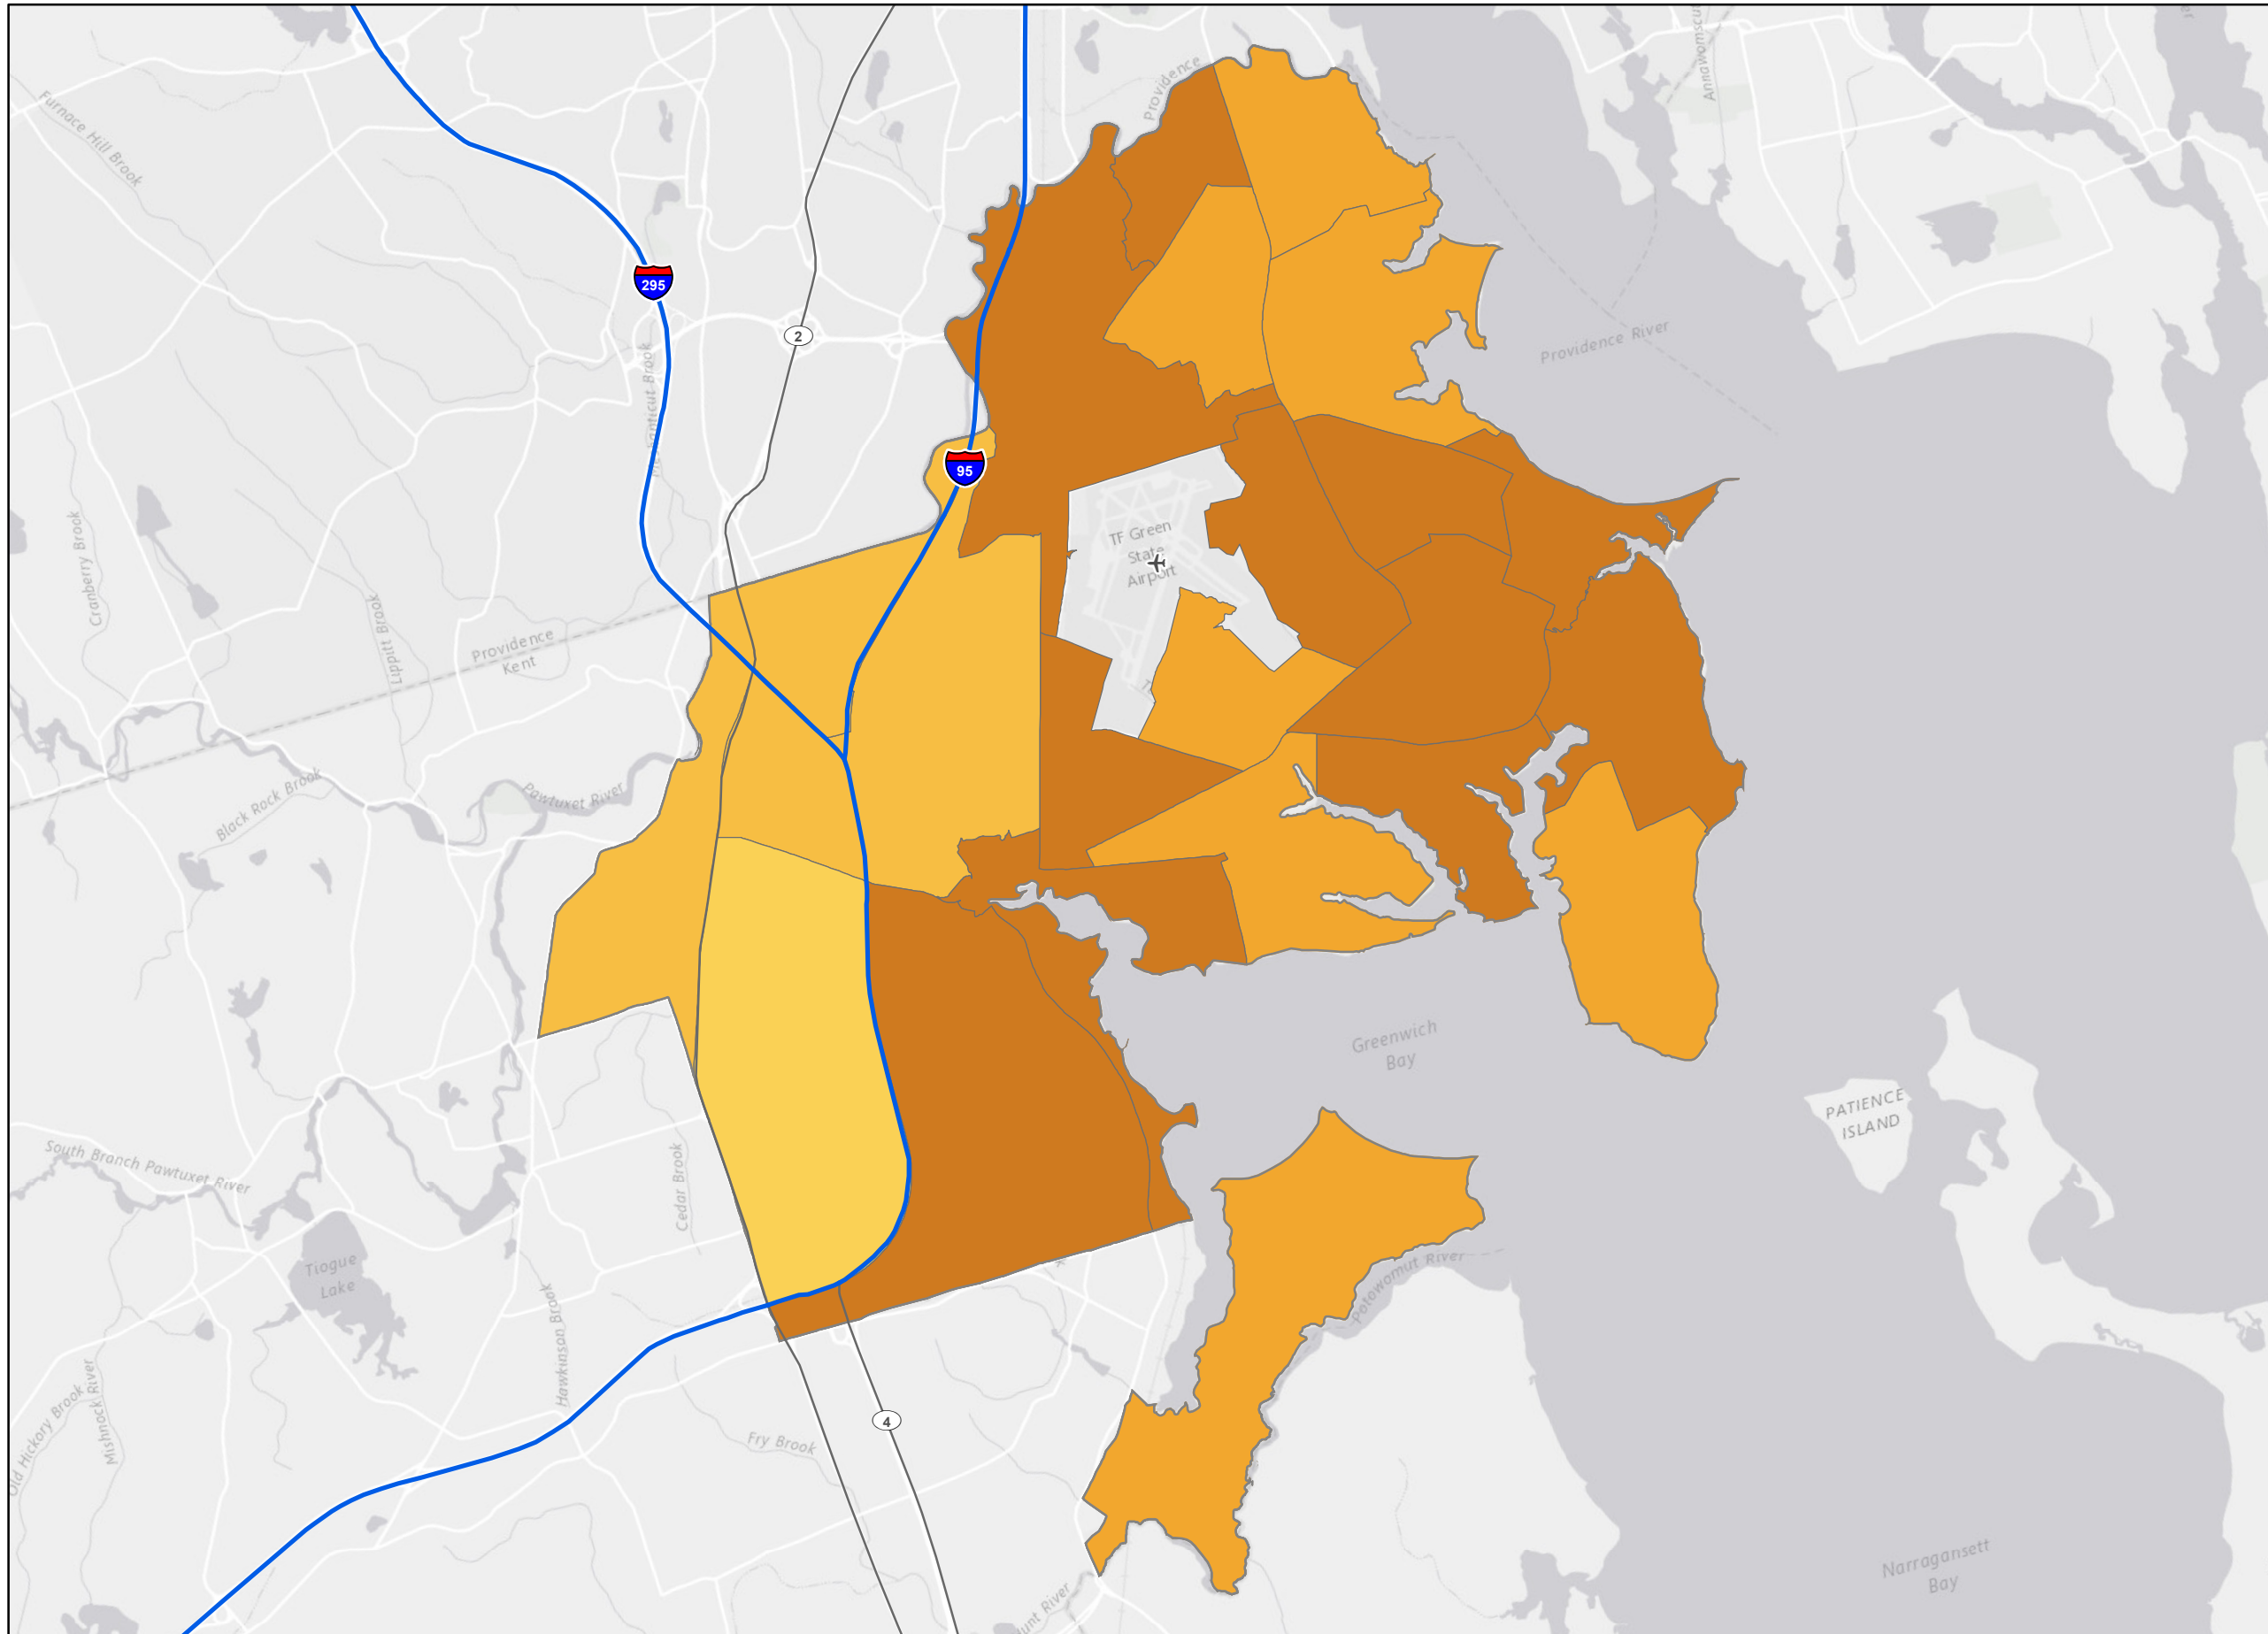 Furnace Hill Brook
Providence
295
2
Providence River
95
TF Green
State
Airport
Cranberry Brook
Lippitt Brook
Providence
Kent
Pawtuxet River
Black Rock Brook
Greenwich
Bay
PATIENCE
ISLAND
South Branch Pawtuxet River
Cedar Brook
Tiogue
Lake
Potowomut River
Hawkinson Brook
Old Hickory Brook
Mishnock River
4
Fry Brook
Narragansett
Bay
River